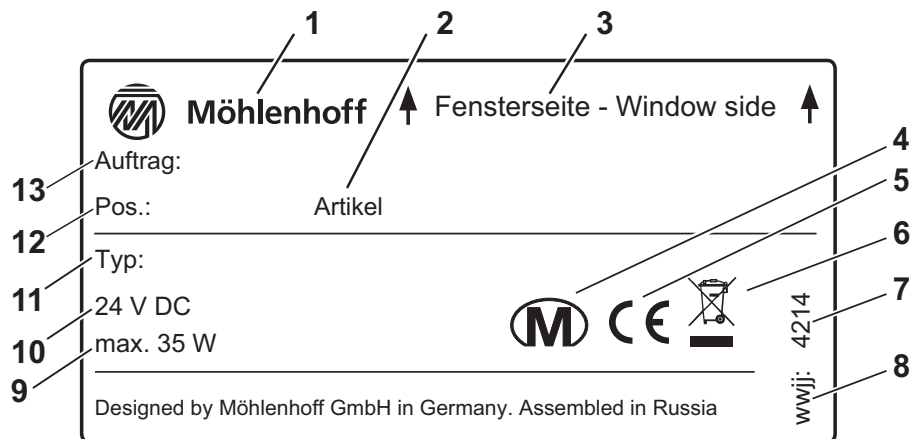 1 2 3
Möhlenhoff Fensterseite - Window side
4
Auftrag:
5
13
Pos.: Artikel
12
6
Typ:
11
7
24 V DC
10
4214
max. 35 W
9
M CE
8
wwjj:
Designed by Möhlenhoff GmbH in Germany. Assembled in Russia